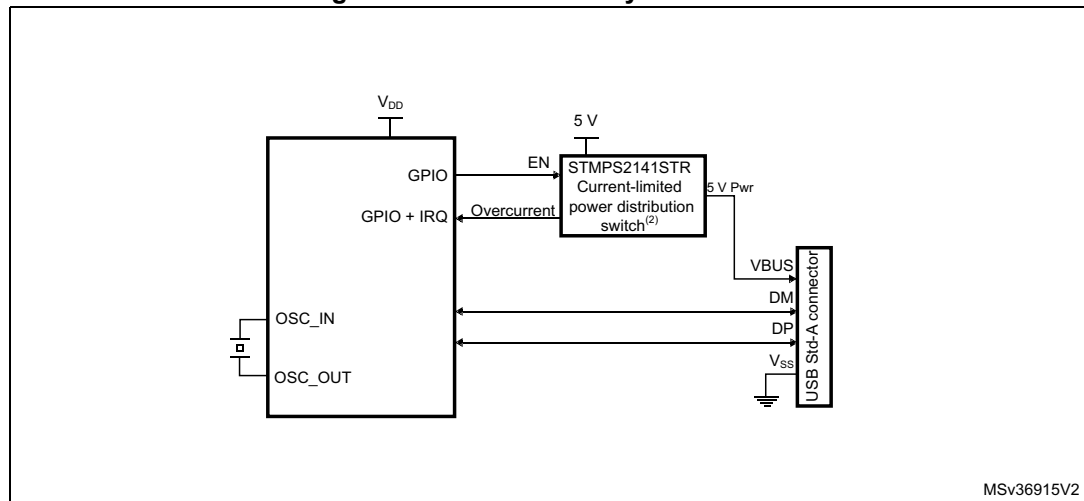 VDD
5 V
EN
STMPS2141STR
Current-limited
power distribution
switch(2)
GPIO
5 V Pwr
GPIO + IRQ
Overcurrent
VBUS
DM
DP
VSS
USB Std-A connector
OSC_IN
OSC_OUT
MSv36915V2